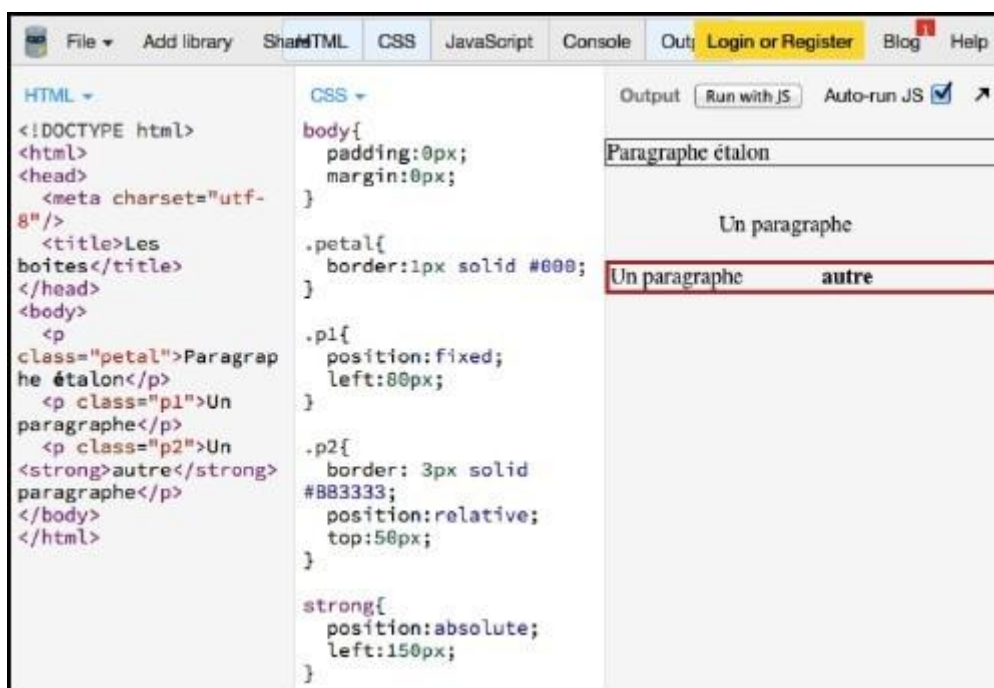 File Add library Sha HTML CSS JavaScript Console Out Login or Register Blog 1 Help
HTML
<!DOCTYPE html>
<html>
<head>
<meta charset="utf-
8"/>
<title>Les
boites</title>
</head>
<body>
<p
class="petal">Paragrap
he étalon</p>
<p class="p1">Un
paragraphe</p>
<p class="p2">Un
<strong>autre</strong>
paragraphe</p>
</body>
</html>
CSS
body{
padding:0px;
margin:0px;
}
.petal{
border:1px solid #000;
}
.p1{
position:fixed;
left:80px;
}
.p2{
border: 3px solid
#BB3333;
position:relative;
top:50px;
}
strong{
position:absolute;
left:150px;
}
Output Run with JS Auto-run JS
Paragraphe étalon
Un paragraphe
Un paragraphe autre